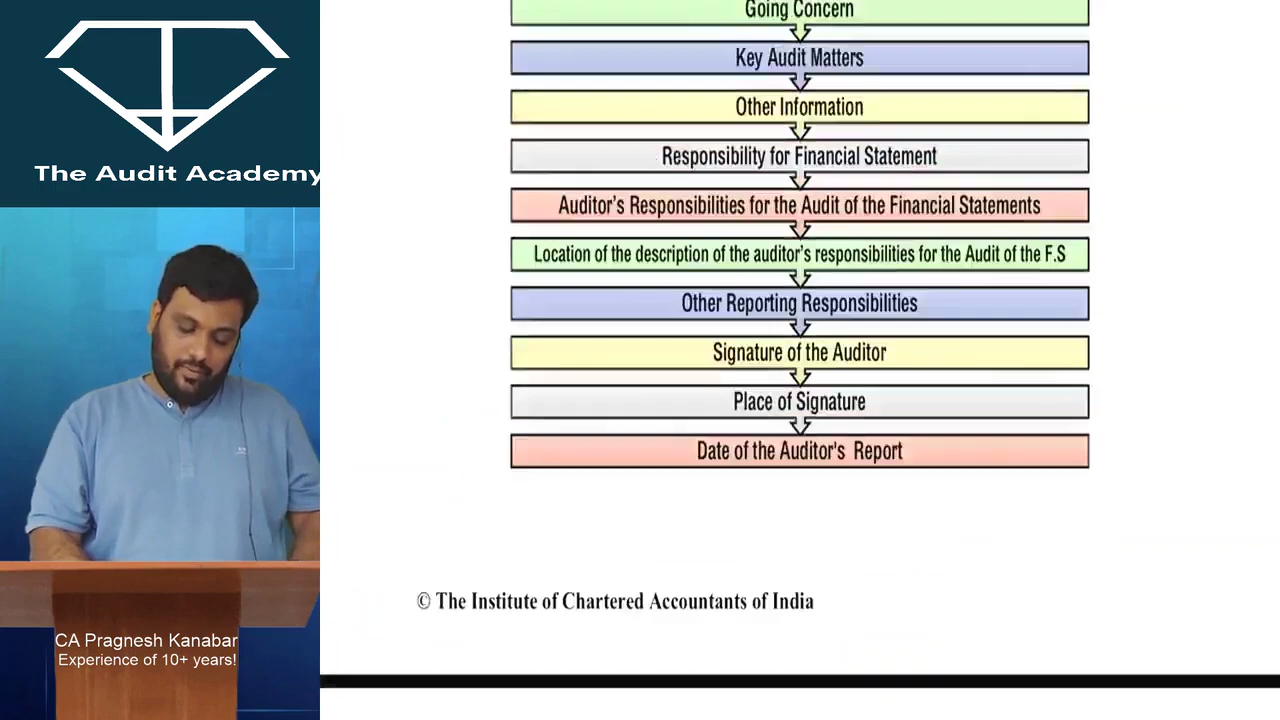 The Audit Academy
Going Concern
Key Audit Matters
Other Information
Responsibility for Financial Statement
Auditor's Responsibilities for the Audit of the Financial Statements
Location of the description of the auditor's responsibilities for the Audit of the F.S
Other Reporting Responsibilities
Signature of the Auditor
Place of Signature
Date of the Auditor's Report
© The Institute of Chartered Accountants of India
CA Pragnesh Kanabar
Experience of 10+ years!